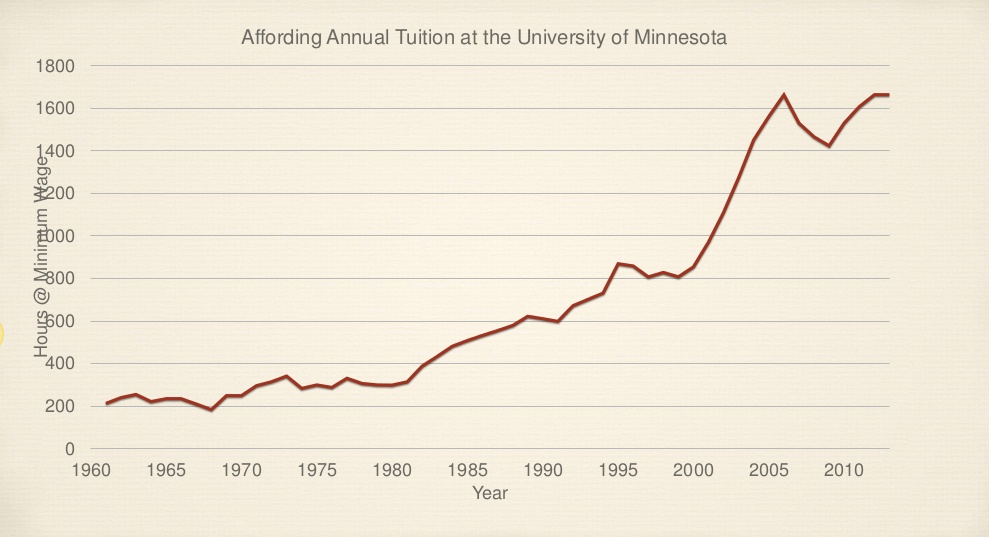 Affording Annual Tuition at the University of Minnesota
1800
1600
1400
1200
1000
800
600
400
200
0
Hours @ Minimum Wage
1960 1965 1970 1975 1980 1985 1990 1995 2000 2005 2010
Year